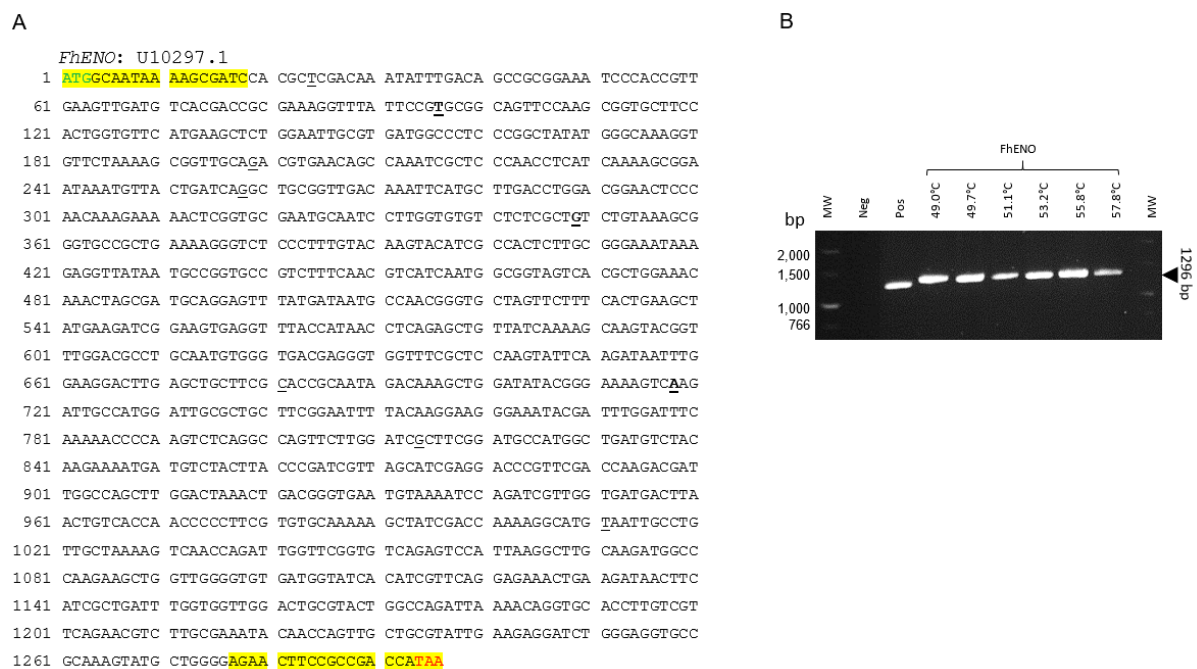 A
FhENO: U10297.1
1 ATGGCAATAA AAGCGATCCA CGCTCGACAA ATATTTGACA GCCGCGGAAA TCCCACCGTT
61 GAAGTTGATG TCACGACCGC GAAAGGTTTA TTCCGTGCGG CAGTTCCAAG CGGTGCTTCC
121 ACTGGTGTTC ATGAAGCTCT GGAATTGCGT GATGGCCCTC CCGGCTATAT GGGCAAAGGT
181 GTTCTAAAAG CGGTTGCAGA CGTGAACAGC CAAATCGCTC CCAACCTCAT CAAAAGCGGA
241 ATAAATGTTA CTGATCAGGC TGCGGTTGAC AAATTCATGC TTGACCTGGA CGGAACTCCC
301 AACAAAGAAA AACTCGGTGC GAATGCAATC CTTGGTGTGT CTCTCGCTGT CTGTAAAGCG
361 GGTGCCGCTG AAAAGGGTCT CCCTTTGTAC AAGTACATCG CCACTCTTGC GGGAAATAAA
421 GAGGTTATAA TGCCGGTGCC GTCTTTCAAC GTCATCAATG GCGGTAGTCA CGCTGGAAAC
481 AAACTAGCGA TGCAGGAGTT TATGATAATG CCAACGGGTG CTAGTTCTTT CACTGAAGCT
541 ATGAAGATCG GAAGTGAGGT TTACCATAAC CTCAGAGCTG TTATCAAAAG CAAGTACGGT
601 TTGGACGCCT GCAATGTGGG TGACGAGGGT GGTTTCGCTC CAAGTATTCA AGATAATTTG
661 GAAGGACTTG AGCTGCTTCG CACCGCAATA GACAAAGCTG GATATACGGG AAAAGTCAAG
721 ATTGCCATGG ATTGCGCTGC TTCGGAATTT TACAAGGAAG GGAAATACGA TTTGGATTTC
781 AAAAACCCCA AGTCTCAGGC CAGTTCTTGG ATCGCTTCGG ATGCCATGGC TGATGTCTAC
841 AAGAAAATGA TGTCTACTTA CCCGATCGTT AGCATCGAGG ACCCGTTCGA CCAAGACGAT
901 TGGCCAGCTT GGACTAAACT GACGGGTGAA TGTAAAATCC AGATCGTTGG TGATGACTTA
961 ACTGTCACCA ACCCCCTTCG TGTGCAAAAA GCTATCGACC AAAAGGCATG TAATTGCCTG
1021 TTGCTAAAAG TCAACCAGAT TGGTTCGGTG TCAGAGTCCA TTAAGGCTTG CAAGATGGCC
1081 CAAGAAGCTG GTTGGGGTGT GATGGTATCA CATCGTTCAG GAGAAACTGA AGATAACTTC
1141 ATCGCTGATT TGGTGGTTGG ACTGCGTACT GGCCAGATTA AAACAGGTGC ACCTTGTCGT
1201 TCAGAACGTC TTGCGAAATA CAACCAGTTG CTGCGTATTG AAGAGGATCT GGGAGGTGCC
1261 GCAAAGTATG CTGGGGAGAA CTTCCGCCGA CCATAA
B
FhENO
MW Neg Pos 49.0°C 49.7°C 51.1°C 53.2°C 55.8°C 57.8°C MW
bp
2,000
1,500
1,000
766
1296 bp